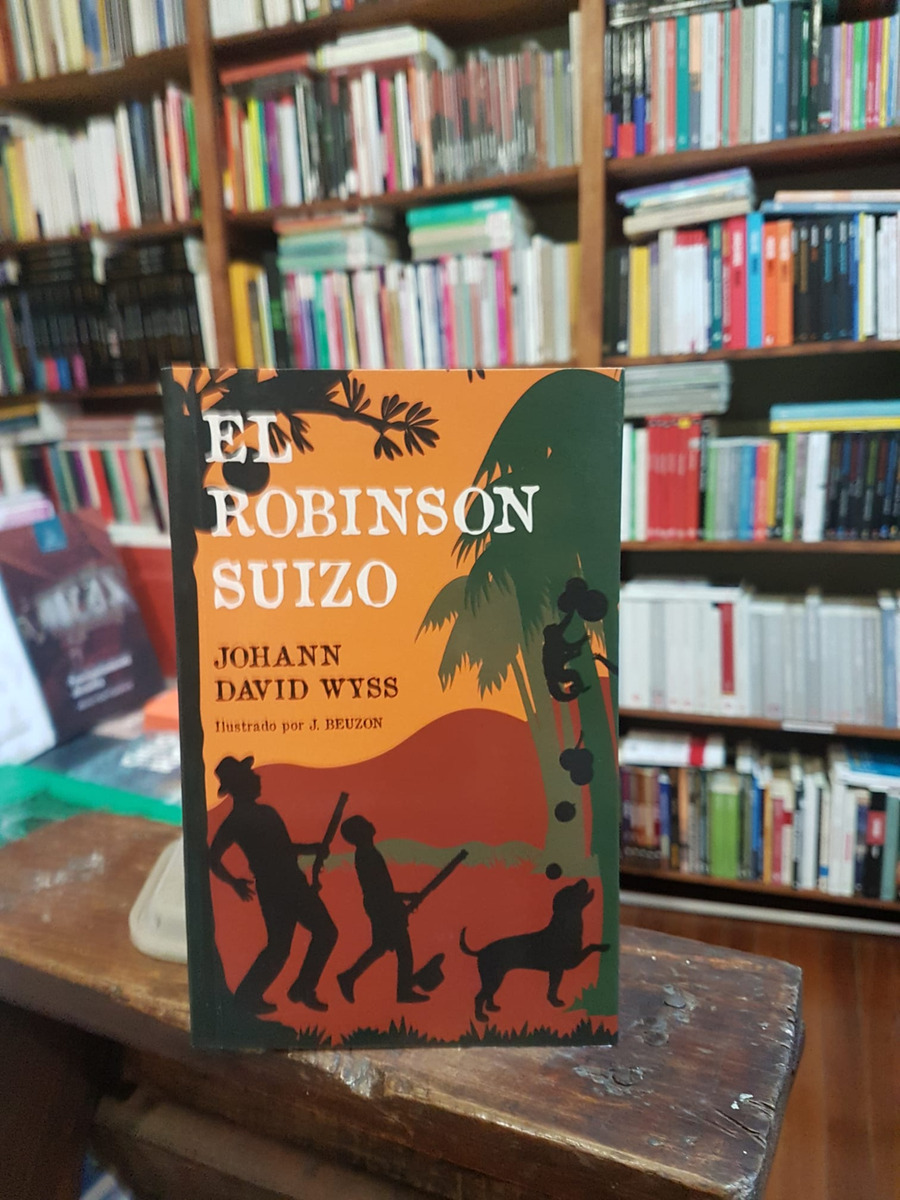 EL
ROBINSON
SUIZO
JOHANN
DAVID WYSS
Ilustrado por J. BEUZON